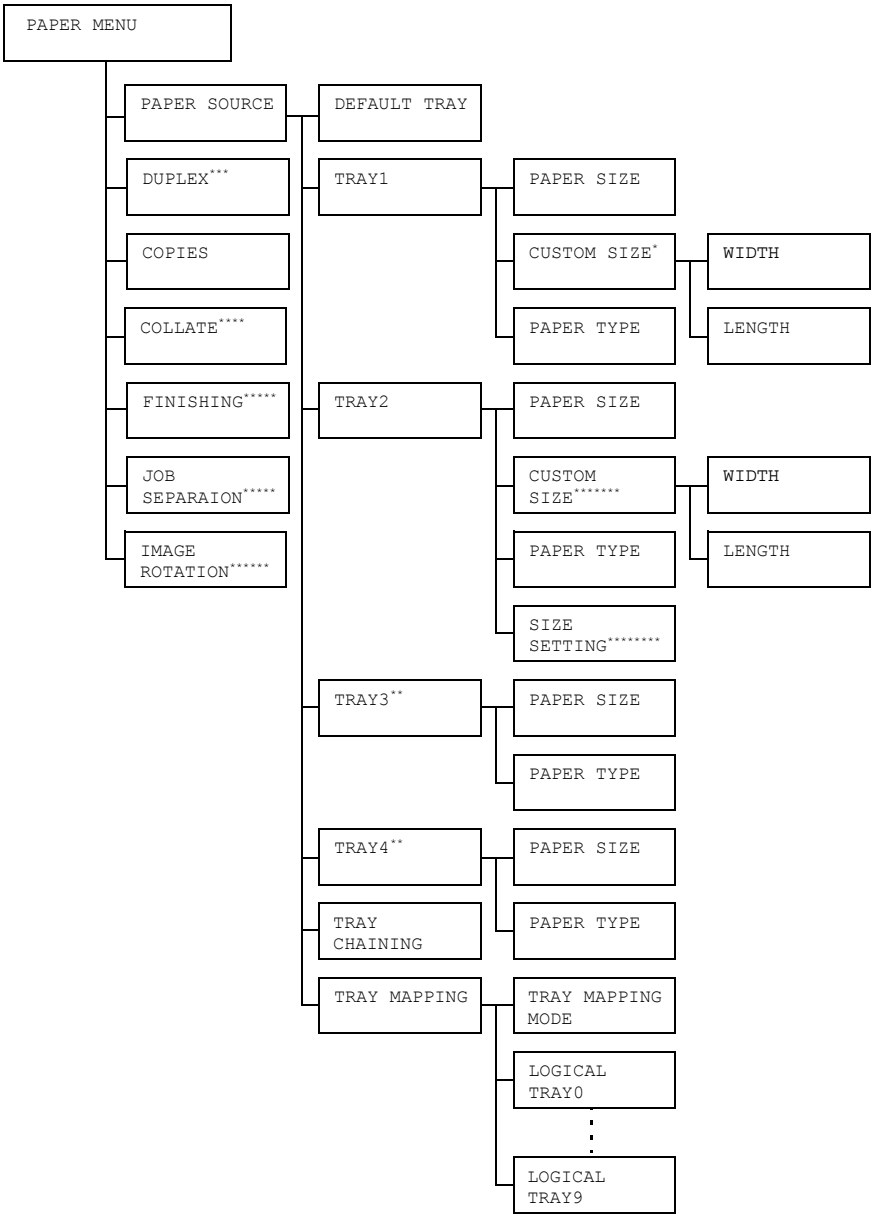 PAPER MENU
PAPER SOURCE
DEFAULT TRAY
DUPLEX***
TRAY1
PAPER SIZE
COPIES
CUSTOM SIZE*
WIDTH
COLLATE****
PAPER TYPE
LENGTH
FINISHING*****
TRAY2
PAPER SIZE
JOB
SEPARAION*****
CUSTOM
SIZE*******
WIDTH
IMAGE
ROTATION******
PAPER TYPE
LENGTH
SIZE
SETTING********
TRAY3**
PAPER SIZE
PAPER TYPE
TRAY4**
PAPER SIZE
TRAY
CHAINING
PAPER TYPE
TRAY MAPPING
TRAY MAPPING
MODE
LOGICAL
TRAY0
LOGICAL
TRAY9